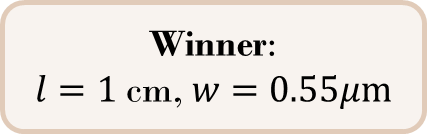 Winner:
l = 1 cm, w = 0.55μm